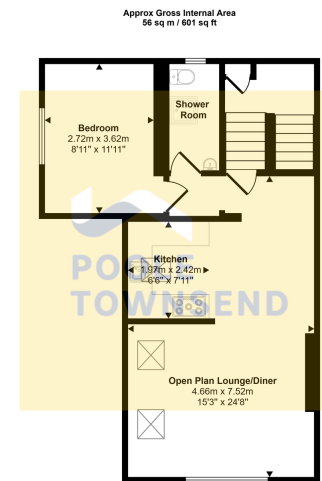 Approx Gross Internal Area
56 sq m / 601 sq ft
Shower
Room
Bedroom
2.72m x 3.62m
8'11" x 11'11"
Kitchen
1.97m x 2.42m
6'6" x 7'11"
TOWNSEND
Open Plan Lounge/Diner
4.66m x 7.52m
15'3" x 24'8"